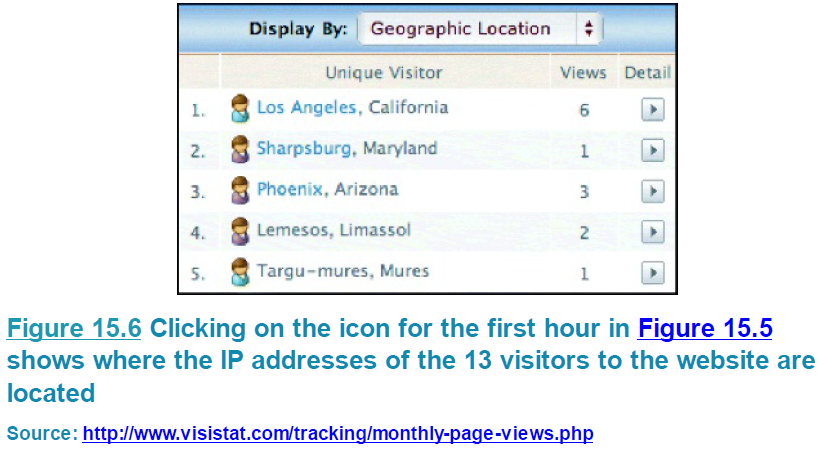 Display By: Geographic Location
Unique Visitor Views Detail
1. Los Angeles, California 6
2. Sharpsburg, Maryland 1
3. Phoenix, Arizona 3
4. Lemesos, Limassol 2
5. Targu-mures, Mures 1
Figure 15.6 Clicking on the icon for the first hour in Figure 15.5
shows where the IP addresses of the 13 visitors to the website are
located
Source: http://www.visistat.com/tracking/monthly-page-views.php